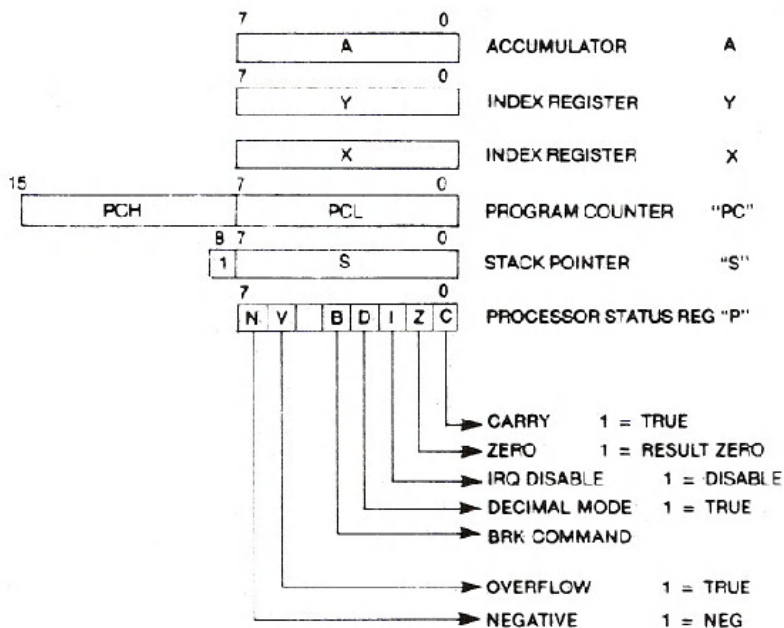 7 0
A ACCUMULATOR A
7 0
Y INDEX REGISTER Y
X INDEX REGISTER X
15 7 0
PCH PCL PROGRAM COUNTER "PC"
8 7 0
1 S STACK POINTER "S"
7 0
N V B D I Z C PROCESSOR STATUS REG "P"
CARRY 1 = TRUE
ZERO 1 = RESULT ZERO
IRQ DISABLE 1 = DISABLE
DECIMAL MODE 1 = TRUE
BRK COMMAND
OVERFLOW 1 = TRUE
NEGATIVE 1 = NEG